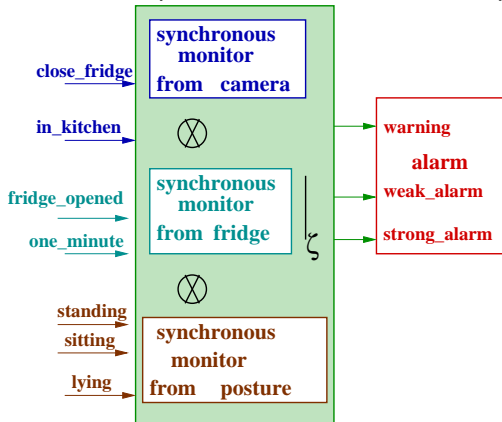 synchronous
monitor
from camera
close_fridge
in_kitchen
synchronous
monitor
from fridge
fridge_opened
one_minute
ζ
standing
sitting
lying
synchronous
monitor
from posture
warning
alarm
weak_alarm
strong_alarm